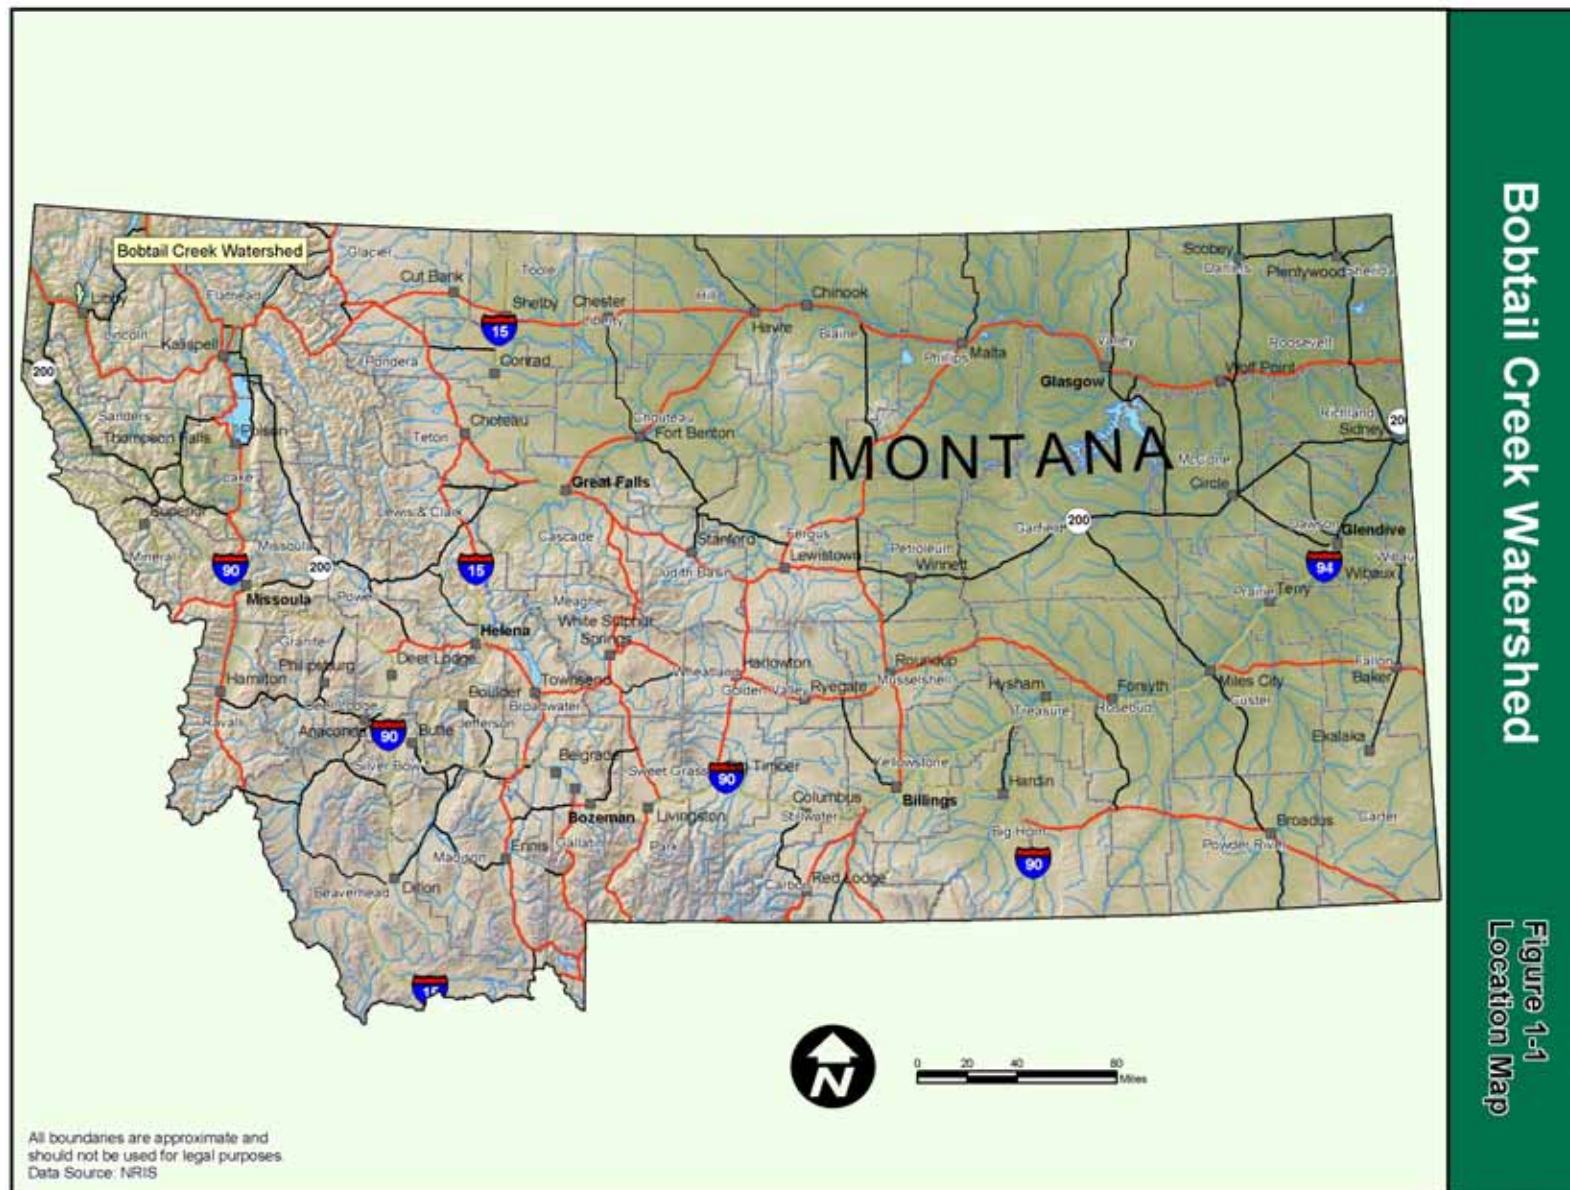 Bobtail Creek Watershed
Figure 1-1
Location Map
Bobtail Creek Watershed
Glacier
Cut Bank
Toole
Shelby
15
Chester
Liberty
Hill
Havre
Chinook
Blaine
Phillips
Malta
Valley
Glasgow
Scobey
Daniels
Plentywood
Roosevelt
Wolf Point
Richland
Sidney
200
Libby
Lincoln
Flathead
Kalispell
Pondera
Conrad
200
Sanders
Thompson Falls
Polson
Lake
Teton
Choteau
Chouteau
Fort Benton
MONTANA
McCone
Circle
Great Falls
Superior
Mineral
Missoula
Lewis & Clark
Cascade
Stanford
Judith Basin
Fergus
Lewistown
Petroleum
Winnett
Garfield
200
Dawson
Glendive
94
Wibaux
Prairie
Terry
90
Missoula
200
Powell
15
Meagher
White Sulphur
Springs
Helena
Granite
Philipsburg
Deer Lodge
Hamilton
Ravalli
Boulder
Townsend
Broadwater
Jefferson
Wheatland
Harlowton
Golden Valley
Ryegate
Roundup
Musselshell
Hysham
Treasure
Forsyth
Rosebud
Miles City
Custer
Fallon
Baker
Ekalaka
Anaconda
90
Butte
Silver Bow
Belgrade
Sweet Grass
90
Timber
Yellowstone
Columbus
Stillwater
Billings
Hardin
Bozeman
Livingston
Gallatin
Park
Madison
Ennis
Beaverhead
Dillon
Red Lodge
Big Horn
90
Broadus
Powder River
Carter
15
N
0 20 40 80
Miles
All boundaries are approximate and
should not be used for legal purposes.
Data Source: NRIS